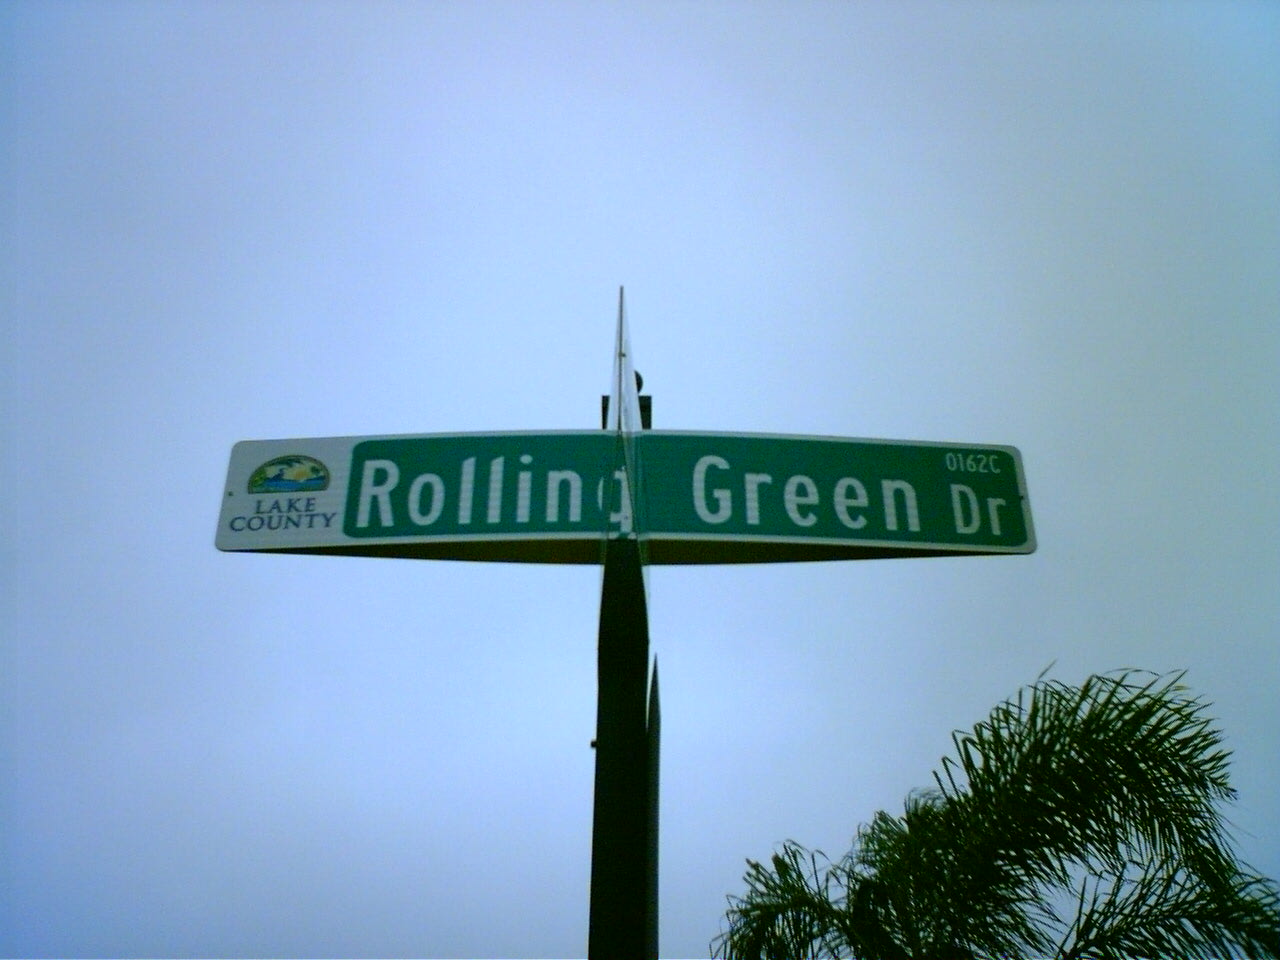 LAKE
COUNTY
Rolling Green Dr
0162C